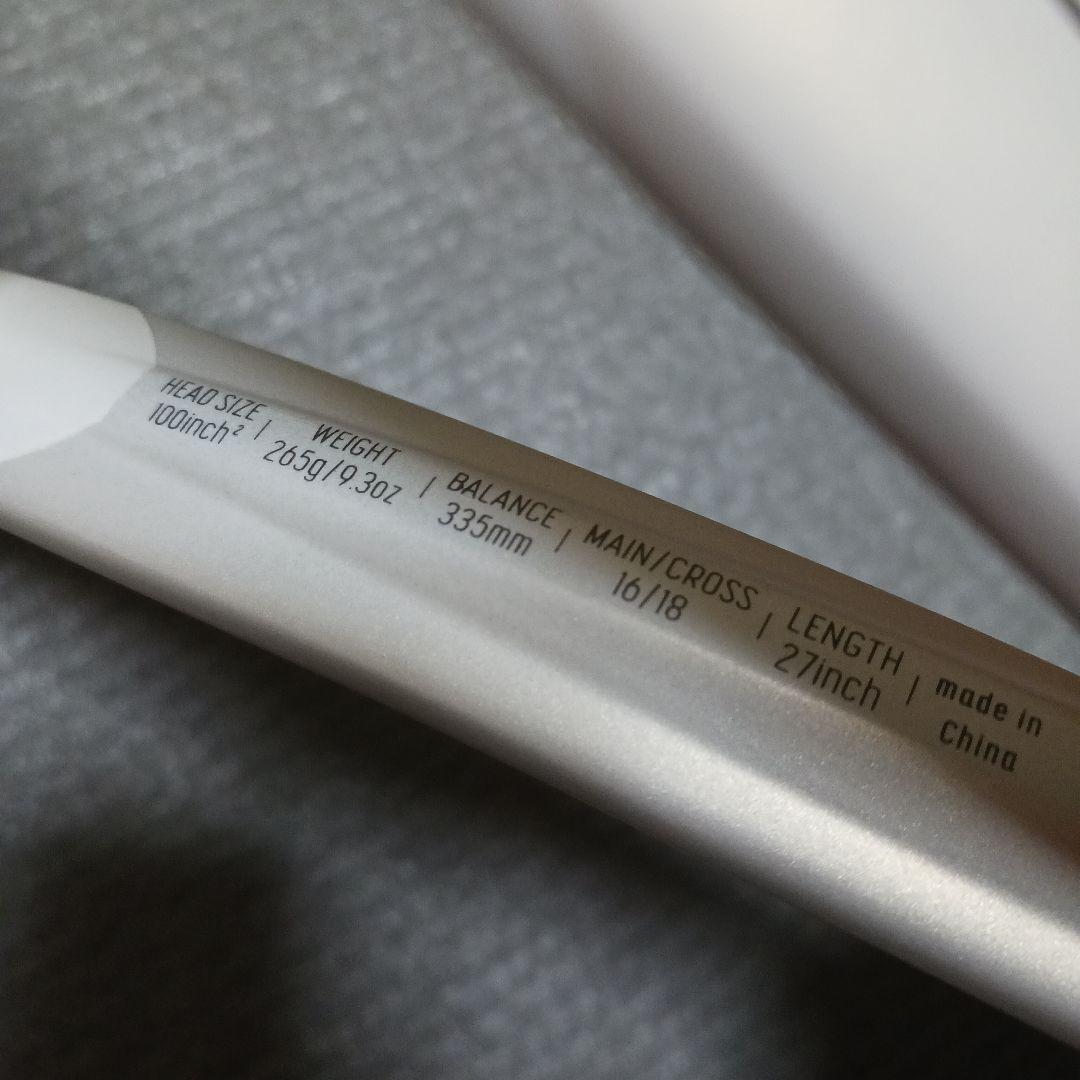 HEAD SIZE | WEIGHT | BALANCE | MAIN/CROSS | LENGTH | made in
100inch² 265g/9.3oz 335mm 16/18 27inch China